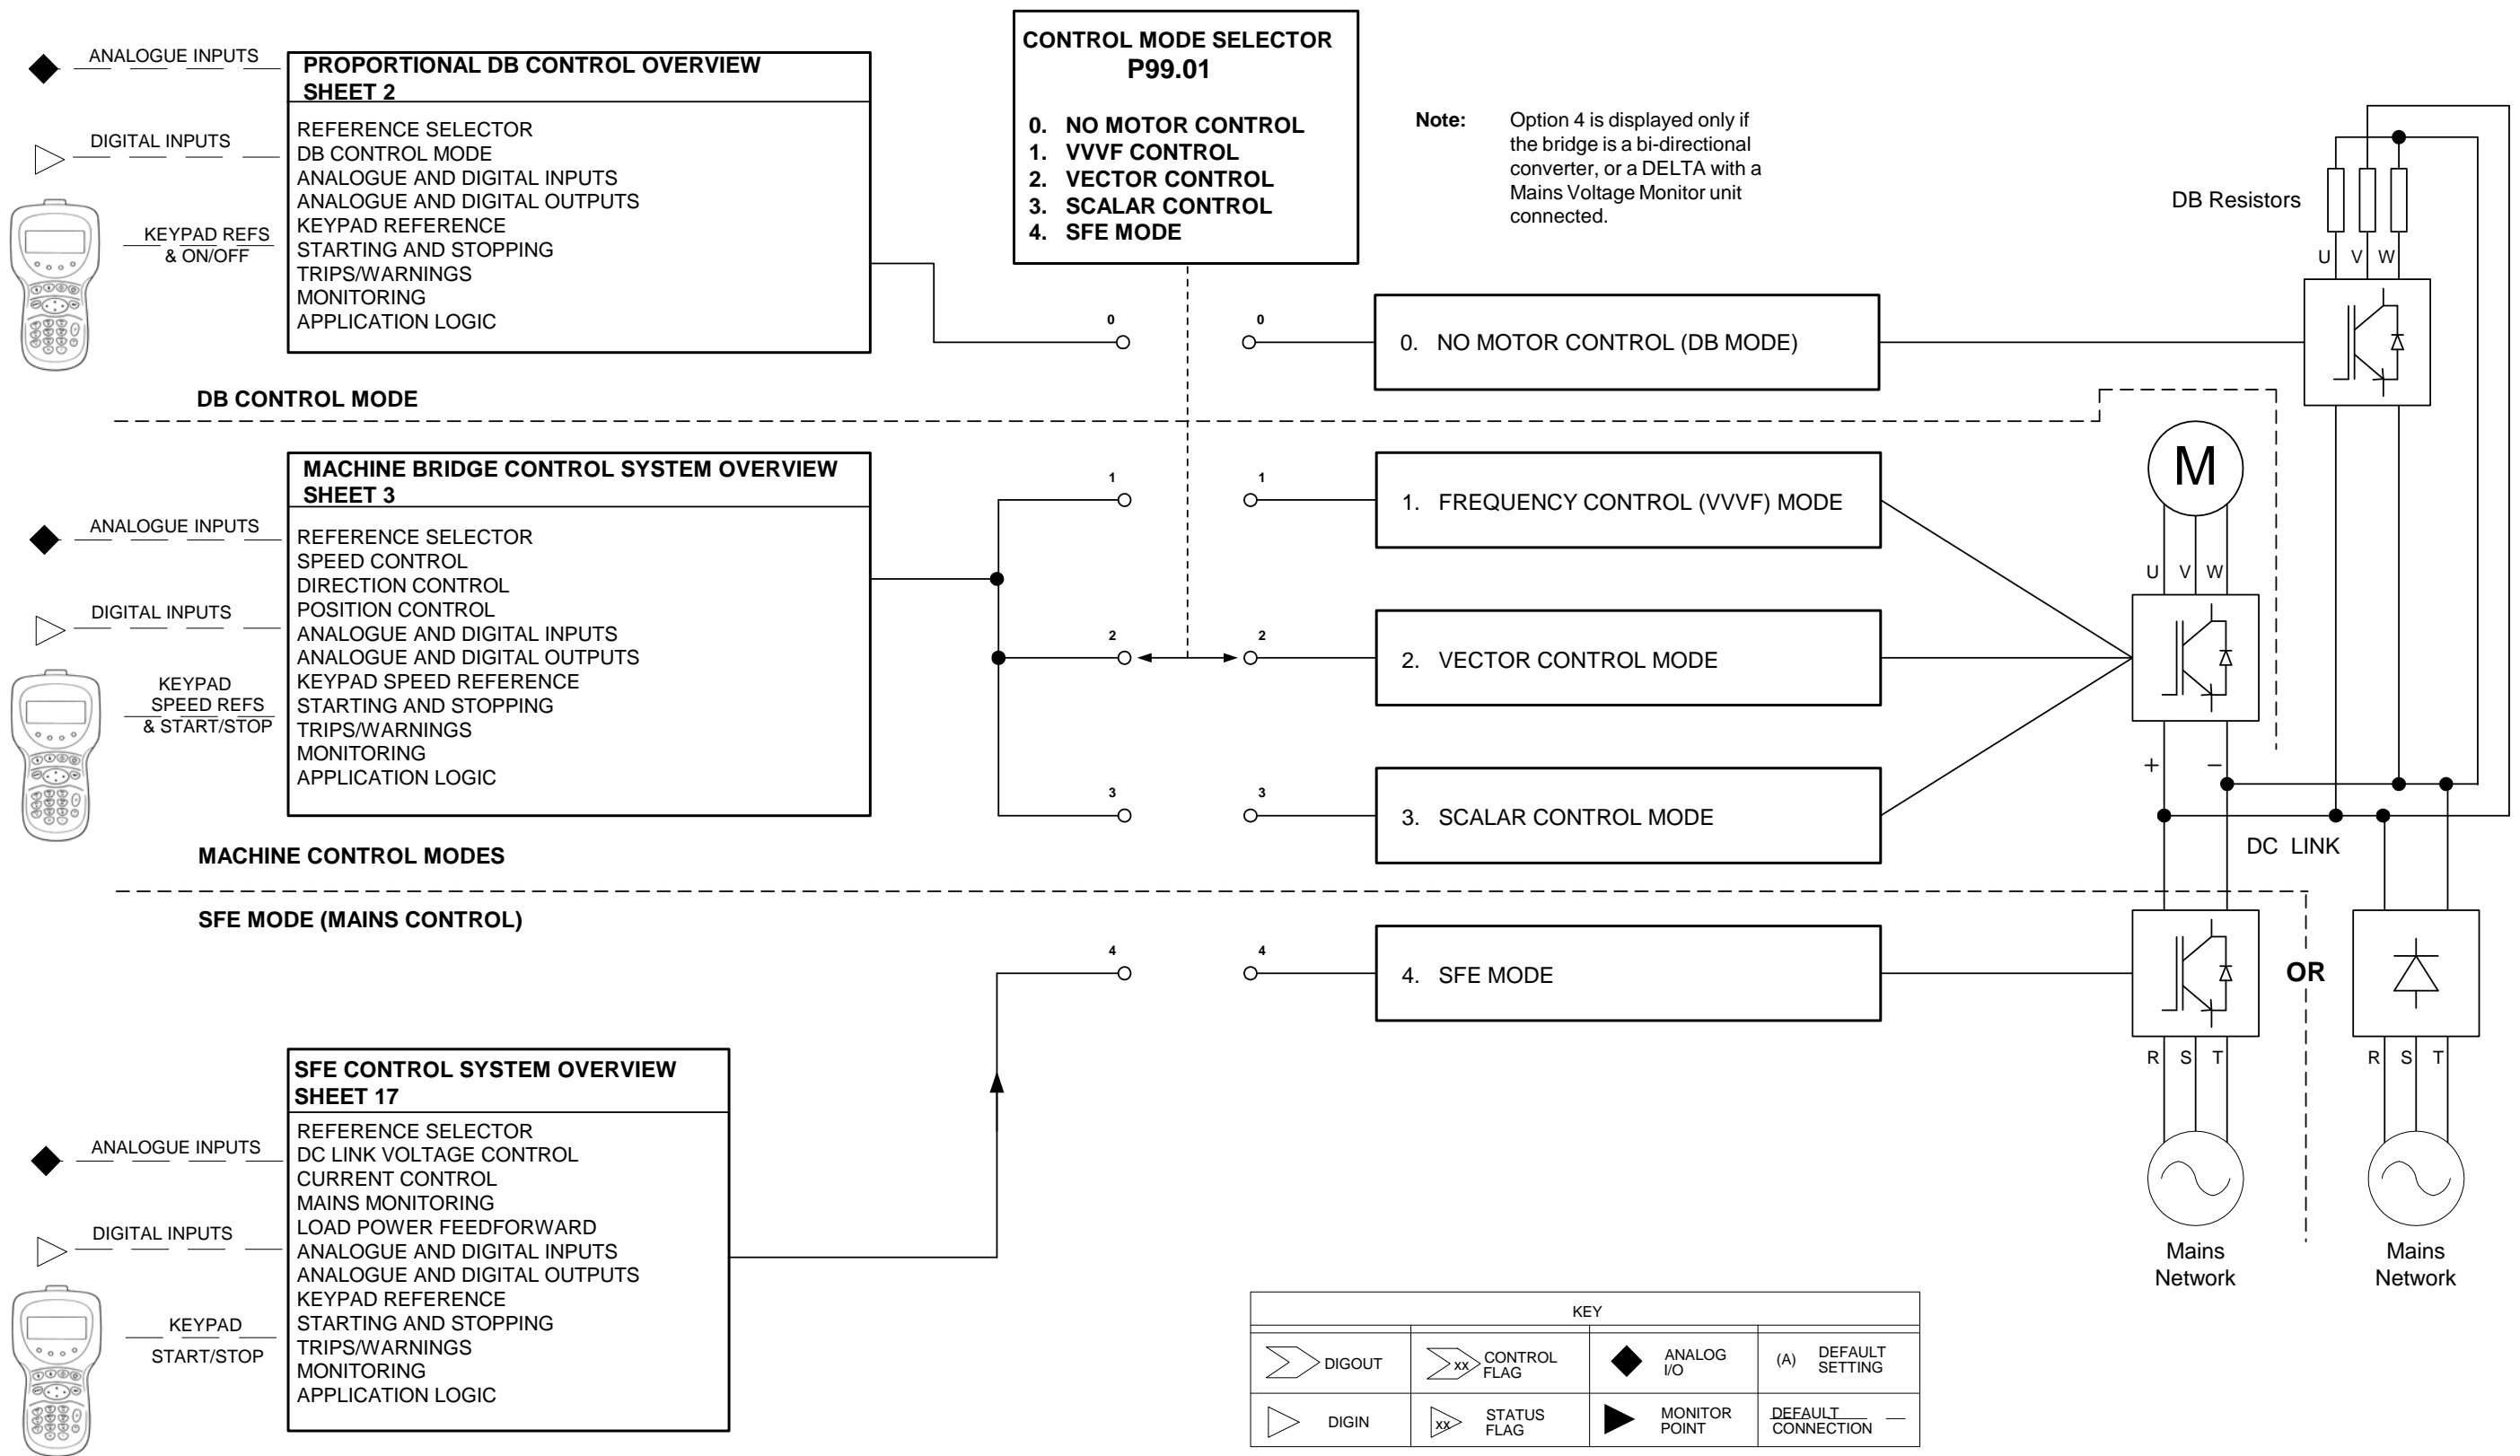 ANALOGUE INPUTS
DIGITAL INPUTS
KEYPAD REFS
& ON/OFF
PROPORTIONAL DB CONTROL OVERVIEW
SHEET 2
REFERENCE SELECTOR
DB CONTROL MODE
ANALOGUE AND DIGITAL INPUTS
ANALOGUE AND DIGITAL OUTPUTS
KEYPAD REFERENCE
STARTING AND STOPPING
TRIPS/WARNINGS
MONITORING
APPLICATION LOGIC
CONTROL MODE SELECTOR
P99.01
0. NO MOTOR CONTROL
1. VVVF CONTROL
2. VECTOR CONTROL
3. SCALAR CONTROL
4. SFE MODE
Note: Option 4 is displayed only if
the bridge is a bi-directional
converter, or a DELTA with a
Mains Voltage Monitor unit
connected.
DB Resistors
U V W
0
0
0. NO MOTOR CONTROL (DB MODE)
DB CONTROL MODE
ANALOGUE INPUTS
DIGITAL INPUTS
KEYPAD
SPEED REFS
& START/STOP
MACHINE BRIDGE CONTROL SYSTEM OVERVIEW
SHEET 3
REFERENCE SELECTOR
SPEED CONTROL
DIRECTION CONTROL
POSITION CONTROL
ANALOGUE AND DIGITAL INPUTS
ANALOGUE AND DIGITAL OUTPUTS
KEYPAD SPEED REFERENCE
STARTING AND STOPPING
TRIPS/WARNINGS
MONITORING
APPLICATION LOGIC
1
1
1. FREQUENCY CONTROL (VVVF) MODE
2
2
2. VECTOR CONTROL MODE
3
3
3. SCALAR CONTROL MODE
M
U V W
+ −
DC LINK
MACHINE CONTROL MODES
SFE MODE (MAINS CONTROL)
4
4
4. SFE MODE
OR
R S T
R S T
Mains
Network
Mains
Network
ANALOGUE INPUTS
DIGITAL INPUTS
KEYPAD
START/STOP
SFE CONTROL SYSTEM OVERVIEW
SHEET 17
REFERENCE SELECTOR
DC LINK VOLTAGE CONTROL
CURRENT CONTROL
MAINS MONITORING
LOAD POWER FEEDFORWARD
ANALOGUE AND DIGITAL INPUTS
ANALOGUE AND DIGITAL OUTPUTS
KEYPAD REFERENCE
STARTING AND STOPPING
TRIPS/WARNINGS
MONITORING
APPLICATION LOGIC
KEY
DIGOUT
xx CONTROL
FLAG
ANALOG
I/O
(A) DEFAULT
SETTING
DIGIN
xx STATUS
FLAG
MONITOR
POINT
DEFAULT
CONNECTION